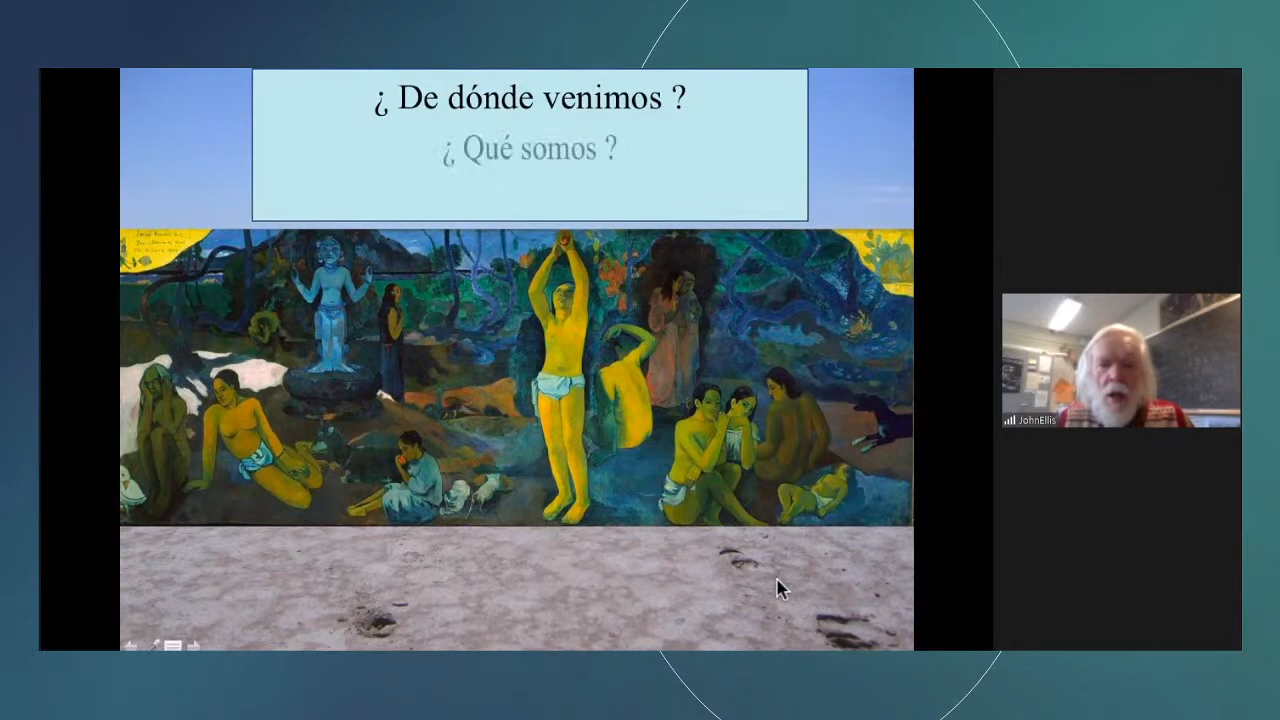 ¿ De dónde venimos ?
¿ Qué somos ?
JohnEllis